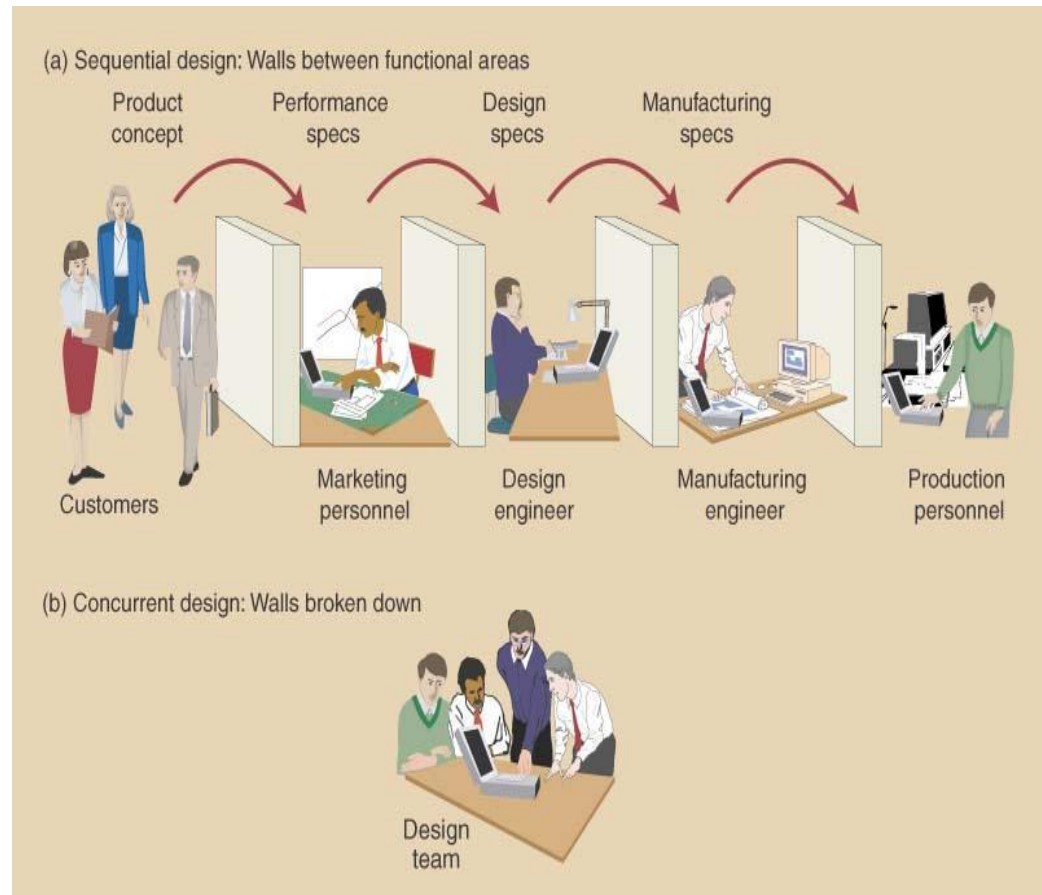 (a) Sequential design: Walls between functional areas
Product
concept
Performance
specs
Design
specs
Manufacturing
specs
Customers
Marketing
personnel
Design
engineer
Manufacturing
engineer
Production
personnel
(b) Concurrent design: Walls broken down
Design
team